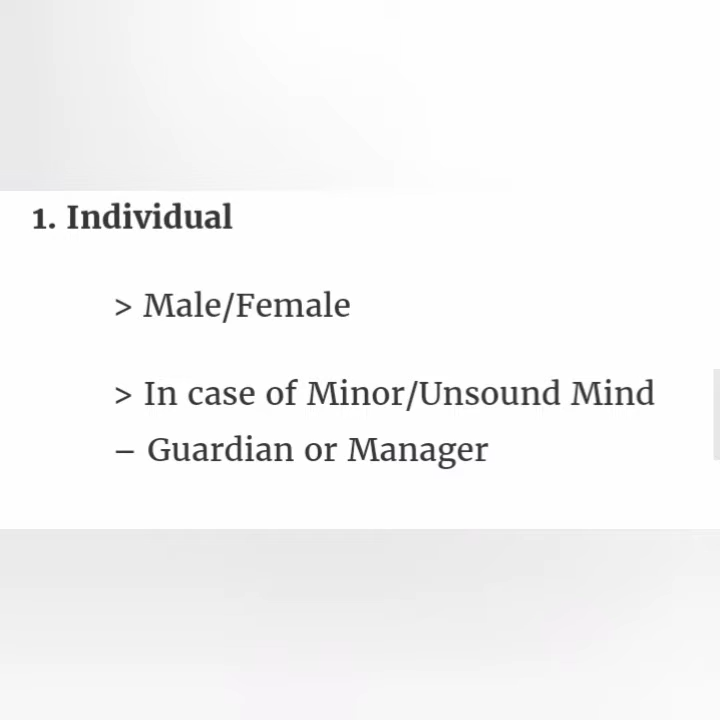 1. Individual
> Male/Female
> In case of Minor/Unsound Mind
– Guardian or Manager